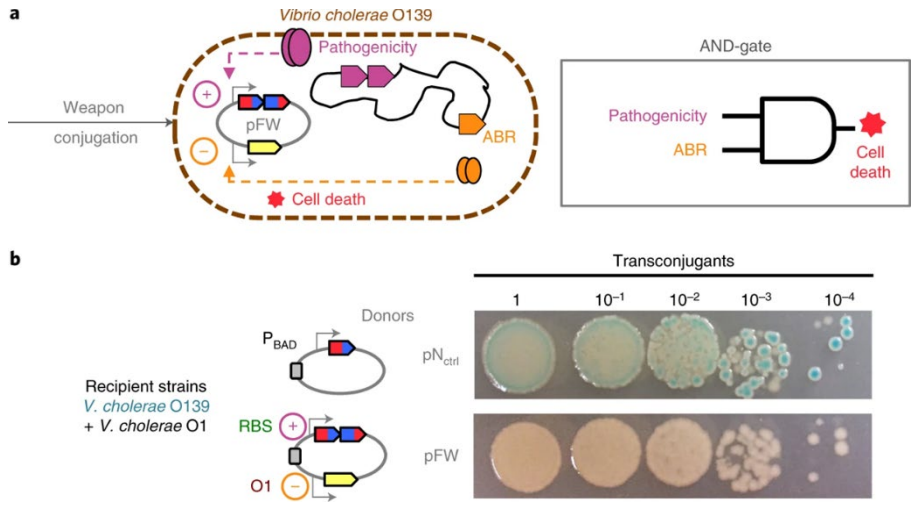 a
Vibrio cholerae O139
Pathogenicity
+
Weapon
conjugation
pFW
ABR
−
Cell death
AND-gate
Pathogenicity
ABR
Cell
death
b
Transconjugants
1 10⁻¹ 10⁻² 10⁻³ 10⁻⁴
Donors
P_BAD
pN_ctrl
Recipient strains
V. cholerae O139
+ V. cholerae O1
RBS +
pFW
O1 −